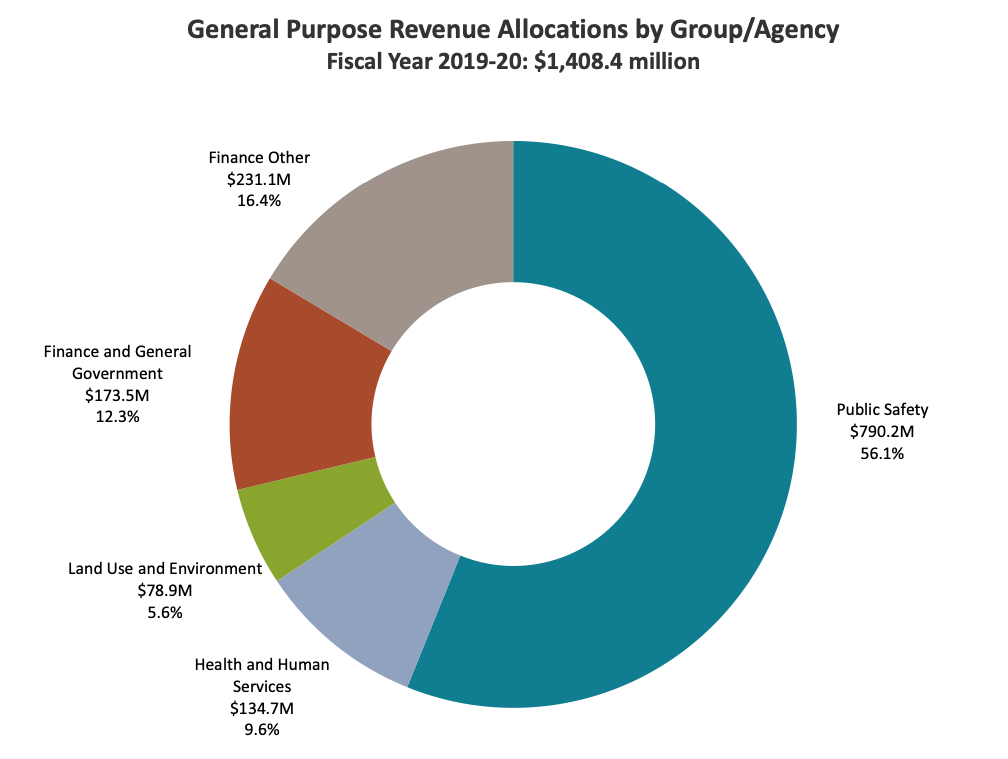 General Purpose Revenue Allocations by Group/Agency
Fiscal Year 2019-20: $1,408.4 million
Finance Other
$231.1M
16.4%
Finance and General
Government
$173.5M
12.3%
Public Safety
$790.2M
56.1%
Land Use and Environment
$78.9M
5.6%
Health and Human
Services
$134.7M
9.6%